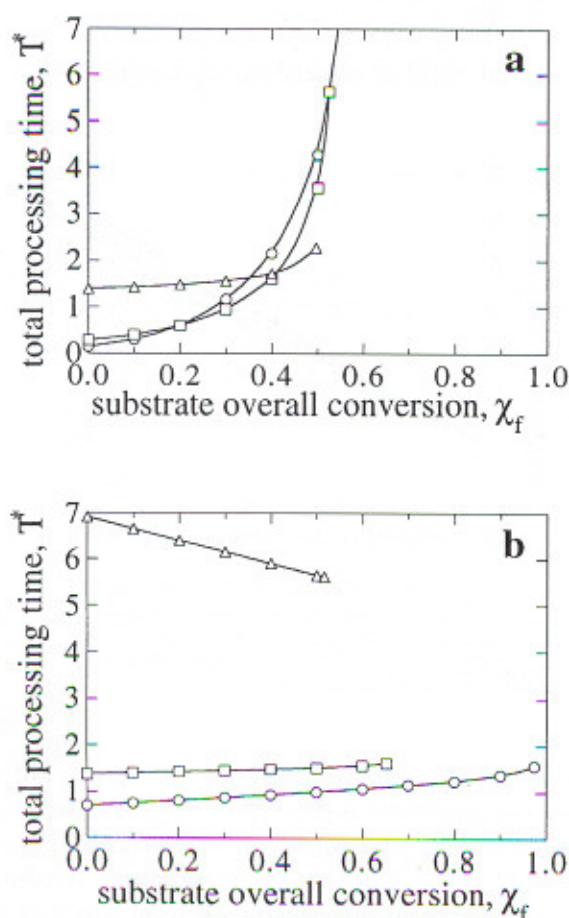 a
total processing time, T*
7
6
5
4
3
2
1
0
0.0 0.2 0.4 0.6 0.8 1.0
substrate overall conversion, χf
b
total processing time, T*
7
6
5
4
3
2
1
0
0.0 0.2 0.4 0.6 0.8 1.0
substrate overall conversion, χf